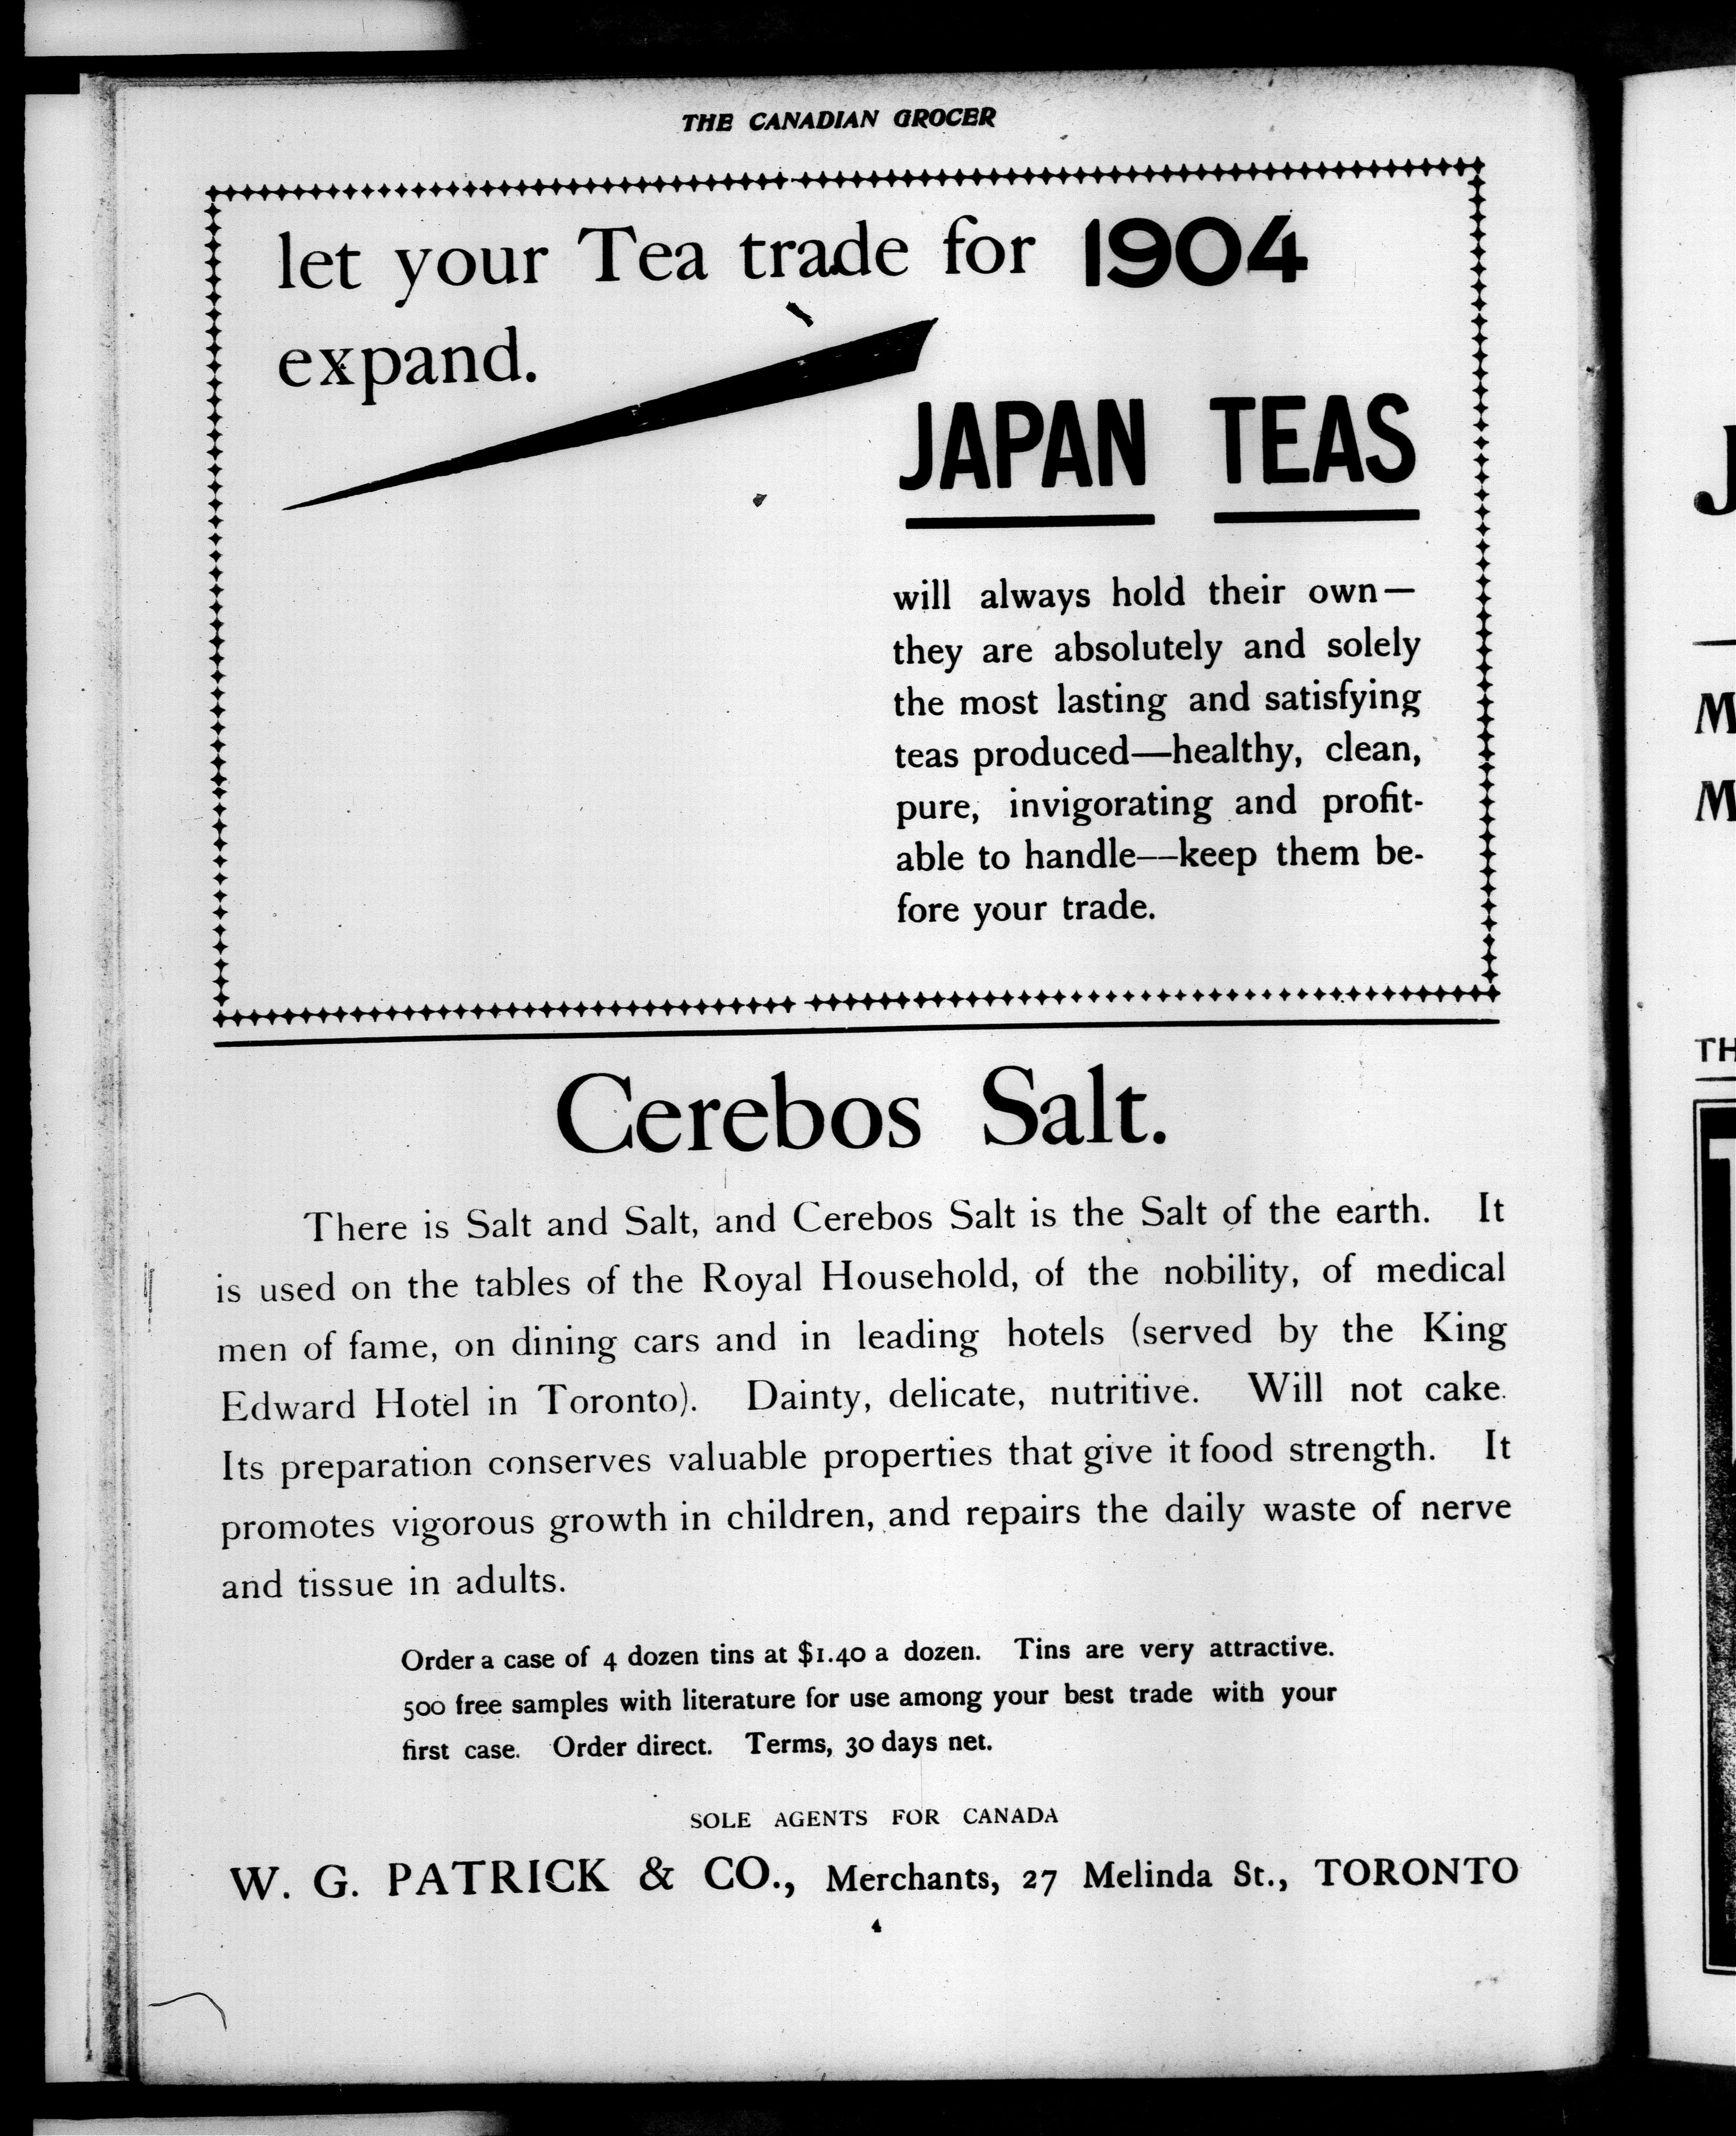 THE CANADIAN GROCER
let your Tea trade for 1904
expand.
JAPAN TEAS
will always hold their own—
they are absolutely and solely
the most lasting and satisfying
teas produced—healthy, clean,
pure, invigorating and profit-
able to handle—keep them be-
fore your trade.
Cerebos Salt.
There is Salt and Salt, and Cerebos Salt is the Salt of the earth. It
is used on the tables of the Royal Household, of the nobility, of medical
men of fame, on dining cars and in leading hotels (served by the King
Edward Hotel in Toronto). Dainty, delicate, nutritive. Will not cake.
Its preparation conserves valuable properties that give it food strength. It
promotes vigorous growth in children, and repairs the daily waste of nerve
and tissue in adults.
Order a case of 4 dozen tins at $1.40 a dozen. Tins are very attractive.
500 free samples with literature for use among your best trade with your
first case. Order direct. Terms, 30 days net.
SOLE AGENTS FOR CANADA
W. G. PATRICK & CO., Merchants, 27 Melinda St., TORONTO
4